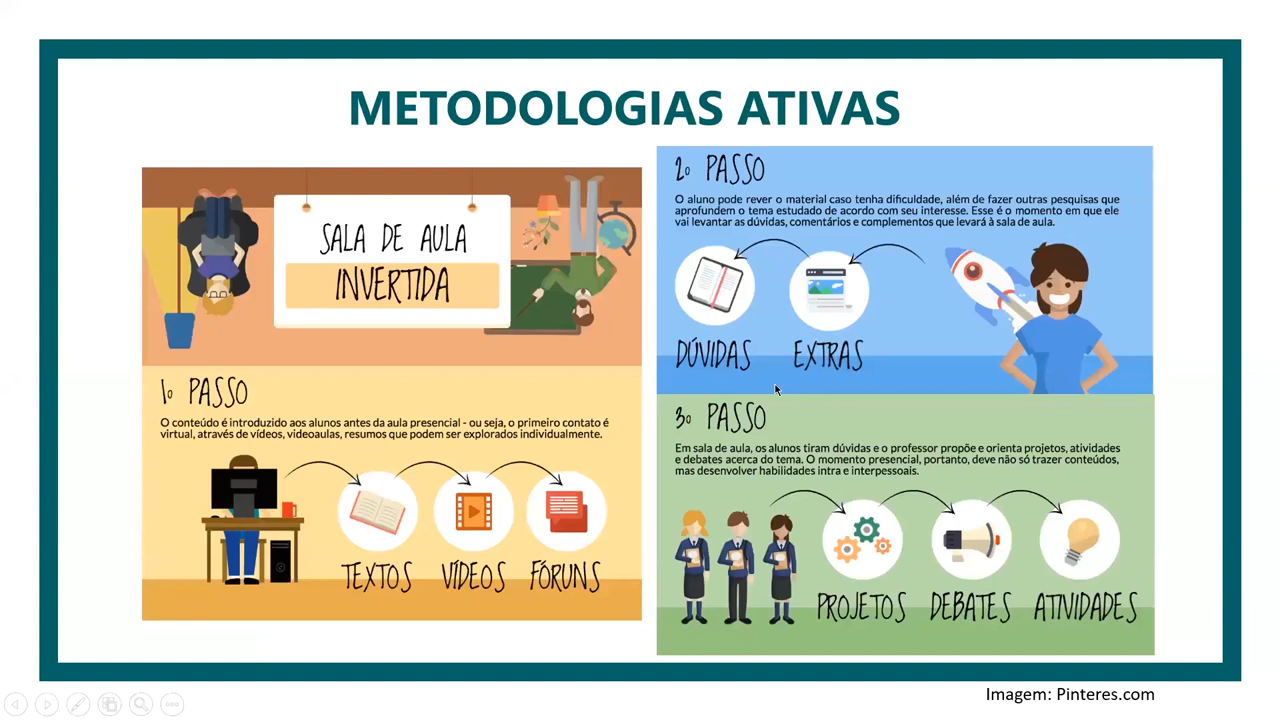 METODOLOGIAS ATIVAS
SALA DE AULA
INVERTIDA
1º PASSO
O conteúdo é introduzido aos alunos antes da aula presencial - ou seja, o primeiro contato é
virtual, através de vídeos, videoaulas, resumos que podem ser explorados individualmente.
TEXTOS VÍDEOS FÓRUNS
2º PASSO
O aluno pode rever o material caso tenha dificuldade, além de fazer outras pesquisas que
aprofundem o tema estudado de acordo com seu interesse. Esse é o momento em que ele
vai levantar as dúvidas, comentários e complementos que levará à sala de aula.
DÚVIDAS EXTRAS
3º PASSO
Em sala de aula, os alunos tiram dúvidas e o professor propõe e orienta projetos, atividades
e debates acerca do tema. O momento presencial, portanto, deve não só trazer conteúdos,
mas desenvolver habilidades intra e interpessoais.
PROJETOS DEBATES ATIVIDADES
Imagem: Pinteres.com